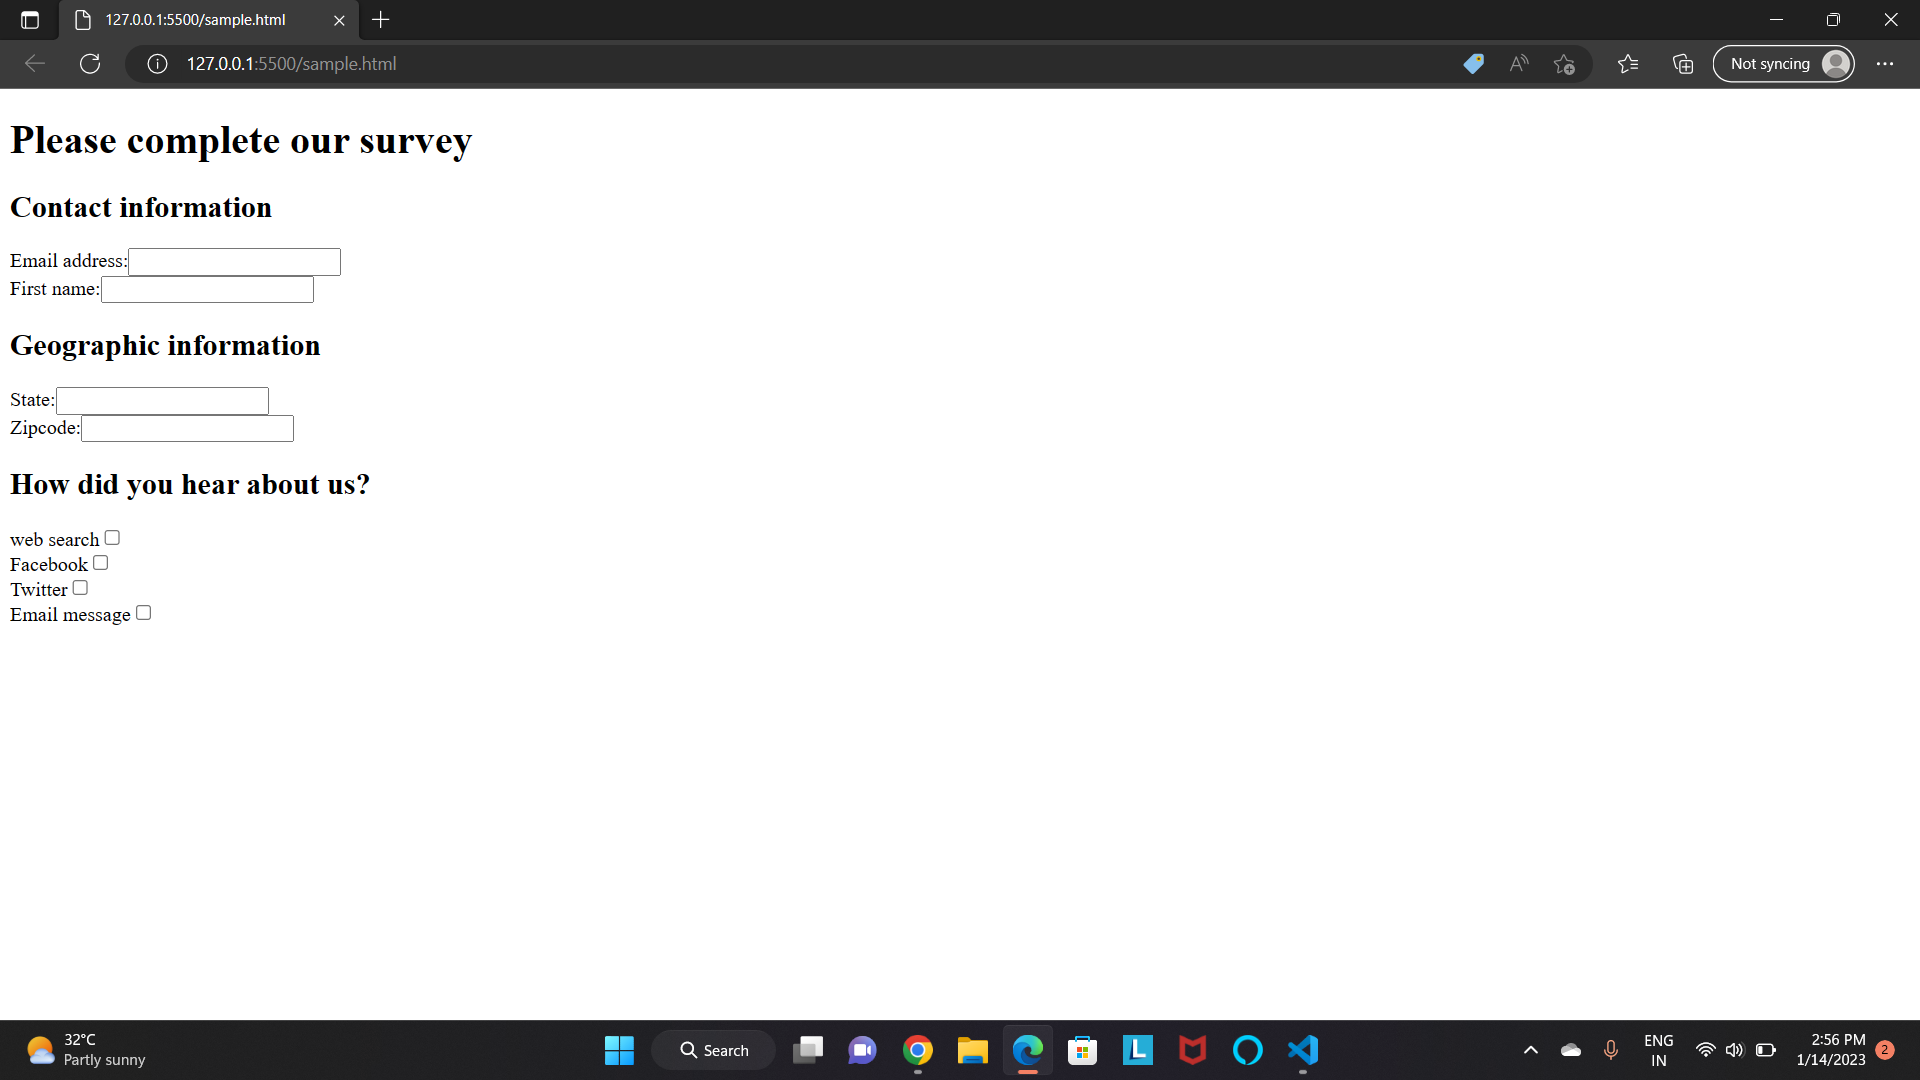 127.0.0.1:5500/sample.html
127.0.0.1:5500/sample.html
Not syncing
Please complete our survey
Contact information
Email address:
First name:
Geographic information
State:
Zipcode:
How did you hear about us?
web search
Facebook
Twitter
Email message
32°C
Partly sunny
Search
L
ENG
IN
2:56 PM
1/14/2023
2